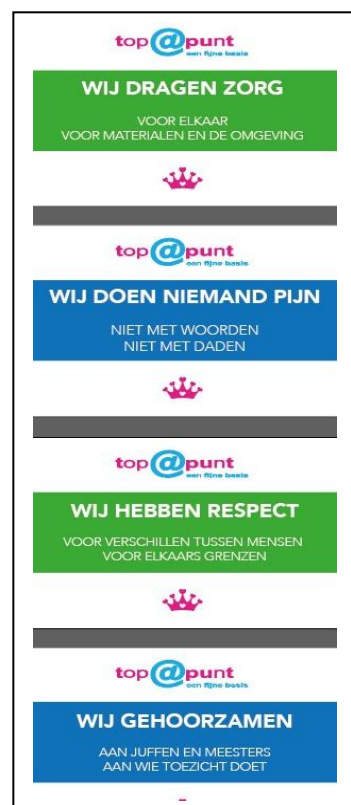 top@punt
een fijne basis
WIJ DRAGEN ZORG
VOOR ELKAAR
VOOR MATERIALEN EN DE OMGEVING
top@punt
een fijne basis
WIJ DOEN NIEMAND PIJN
NIET MET WOORDEN
NIET MET DADEN
top@punt
een fijne basis
WIJ HEBBEN RESPECT
VOOR VERSCHILLEN TUSSEN MENSEN
VOOR ELKAARS GRENZEN
top@punt
een fijne basis
WIJ GEHOORZAMEN
AAN JUFFEN EN MEESTERS
AAN WIE TOEZICHT DOET